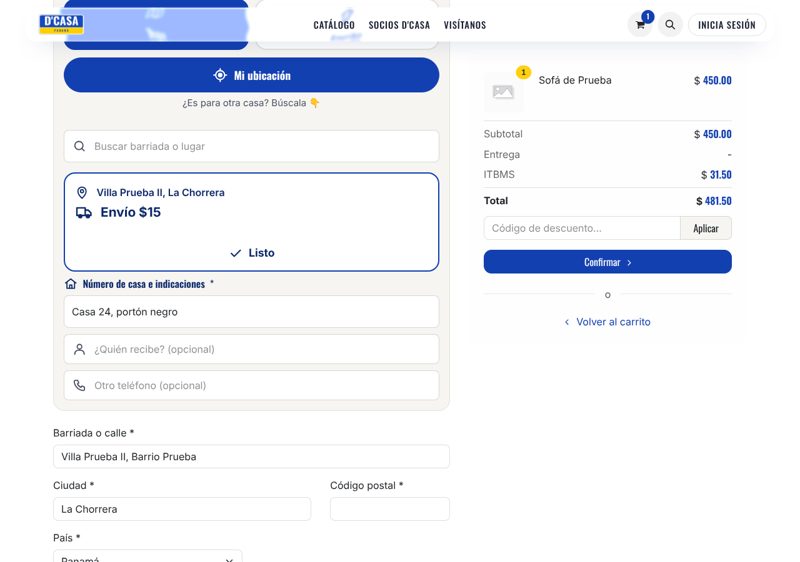 D'CASA
PANAMÁ
CATÁLOGO
SOCIOS D'CASA
VISÍTANOS
1
INICIA SESIÓN
Mi ubicación
¿Es para otra casa? Búscala 👇
Buscar barriada o lugar
Villa Prueba II, La Chorrera
Envío $15
Listo
Número de casa e indicaciones *
Casa 24, portón negro
¿Quién recibe? (opcional)
Otro teléfono (opcional)
Barriada o calle *
Villa Prueba II, Barrio Prueba
Ciudad *
Código postal *
La Chorrera
País *
Panamá
1
Sofá de Prueba
$ 450.00
Subtotal
$ 450.00
Entrega
-
ITBMS
$ 31.50
Total
$ 481.50
Código de descuento...
Aplicar
Confirmar >
o
< Volver al carrito